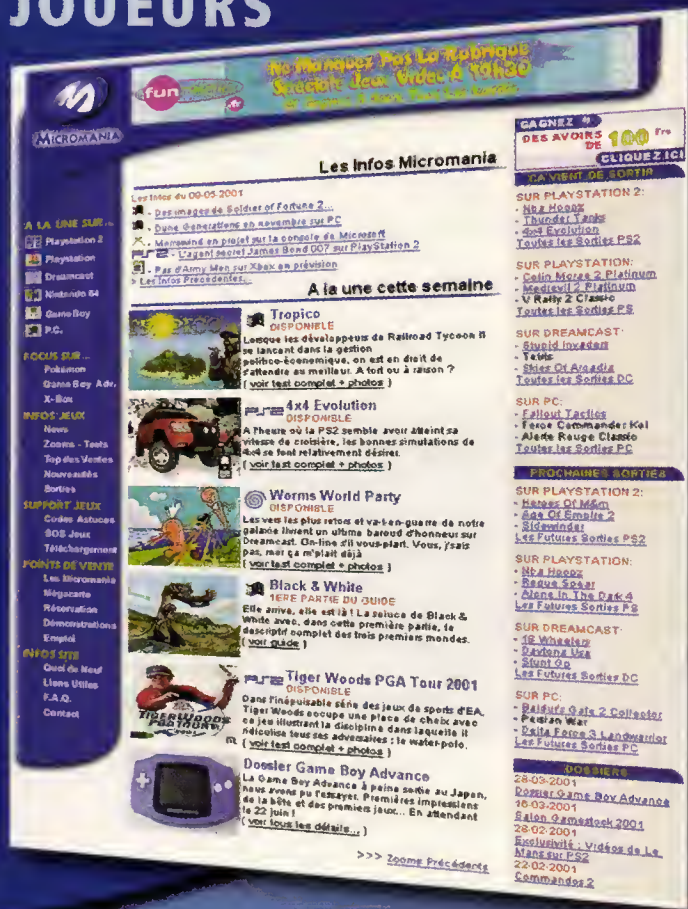 JOUEURS
Ne Manquez Pas La Rubrique
Spéciale Jeux Vidéo À 19h30
fun
.fr
MICROMANIA
A LA UNE SUR...
Playstation 2
Playstation
Dreamcast
Nintendo 64
GameBoy
P.C.
FOCUS SUR...
Pokémon
Game Boy Adv.
X-Box
INFOS JEUX
News
Zooms - Tests
Top des Ventes
Nouveautés
Sorties
SUPPORT JEUX
Codes Astuces
SOS Jeux
Téléchargement
POINTS DE VENTE
Les Micromania
Mégacarte
Réservation
Démonstrations
Emploi
INFOS SITE
Quoi de Neuf
Liens Utiles
F.A.Q.
Contact
Les Infos Micromania
Les Infos du 09-05-2001
- Des images de Soldier of Fortune 2...
- Dune Generations en novembre sur PC
- Morrowind en projet sur la console de Microsoft
PS2 - L'agent secret James Bond 007 sur PlayStation 2
- Pas d'Army Men sur Xbox en prévision
> Les Infos Précédentes...
A la une cette semaine
Tropico
DISPONIBLE
Lorsque les développeurs de Railroad Tycoon II
se lancent dans la gestion
politico-économique, on est en droit de
s'attendre au meilleur. A tort ou à raison ?
( voir test complet + photos )
PS2 4x4 Evolution
DISPONIBLE
A l'heure où la PS2 semble avoir atteint sa
vitesse de croisière, les bonnes simulations de
4x4 se font relativement désirer.
( voir test complet + photos )
Worms World Party
DISPONIBLE
Les vers les plus retors et va-t-en-guerre de notre
galaxie livrent un ultime baroud d'honneur sur
Dreamcast. On-line s'il vous-plart. Vous, j'sais
pas, moi ça m'plait déjà
( voir test complet + photos )
Black & White
1ERE PARTIE DU GUIDE
Elle arrive, elle est là ! La soluce de Black &
White avec, dans cette première partie, le
descriptif complet des trois premiers mondes.
( voir guide )
TIGER WOODS
PGA TOUR
PS2 Tiger Woods PGA Tour 2001
DISPONIBLE
Dans l'inépuisable série des jeux de sports d'EA,
Tiger Woods occupe une place de choix avec
ce jeu illustrant la discipline dans laquelle il
ridiculise tous ses adversaires : le water-polo.
( voir test complet + photos )
Dossier Game Boy Advance
La Game Boy Advance à peine sortie au Japon,
nous avons pu l'essayer. Premières impressions
de la bête et des premiers jeux... En attendant
le 22 juin !
( voir tous les détails... )
>>> Zooms Précédents
GAGNEZ
DES AVOIRS DE 100 Frs
CLIQUEZ ICI
CA VIENT DE SORTIR
SUR PLAYSTATION 2:
- Nba Hoopz
- Thunder Tanks
- 4x4 Evolution
Toutes les Sorties PS2
SUR PLAYSTATION:
- Colin Mcrae 2 Platinum
- Medievil 2 Platinum
- V Rally 2 Classic
Toutes les Sorties PS
SUR DREAMCAST:
- Stupid Invaders
- Tetris
- Skies Of Arcadia
Toutes les Sorties DC
SUR PC:
- Fallout Tactics
- Force Commander Kol
- Alerte Rouge Classic
Toutes les Sorties PC
PROCHAINES SORTIES
SUR PLAYSTATION 2:
- Heroes Of M&m
- Age Of Empire 2
- Sidewinder
Les Futures Sorties PS2
SUR PLAYSTATION:
- Nba Hoopz
- Rogue Spear
- Alone In The Dark 4
Les Futures Sorties PS
SUR DREAMCAST:
- 18 Wheelers
- Daytona Usa
- Stunt Gp
Les Futures Sorties DC
SUR PC:
- Baldurs Gate 2 Collector
- Persian War
- Delta Force 3 Landwarrior
Les Futures Sorties PC
DOSSIERS
28-03-2001
Dossier Game Boy Advance
16-03-2001
Salon Gamestock 2001
28-02-2001
Exclusivité : Vidéos de Le
Mans sur PS2
22-02-2001
Commandos 2